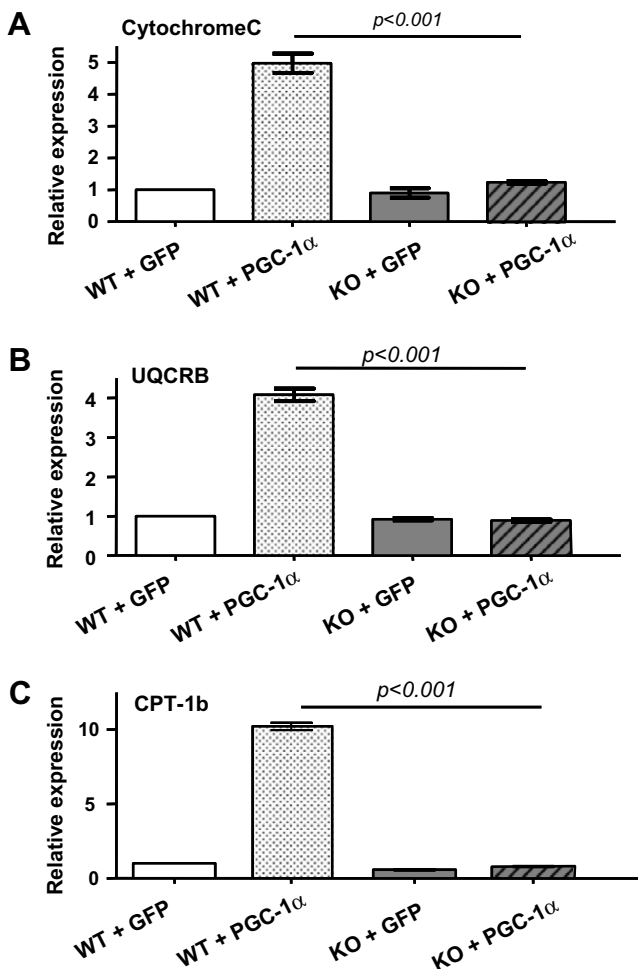 A
CytochromeC
p<0.001
Relative expression
5
4
3
2
1
0
WT + GFP
WT + PGC-1α
KO + GFP
KO + PGC-1α
B
UQCRB
p<0.001
Relative expression
4
3
2
1
0
WT + GFP
WT + PGC-1α
KO + GFP
KO + PGC-1α
C
CPT-1b
p<0.001
Relative expression
10
5
0
WT + GFP
WT + PGC-1α
KO + GFP
KO + PGC-1α